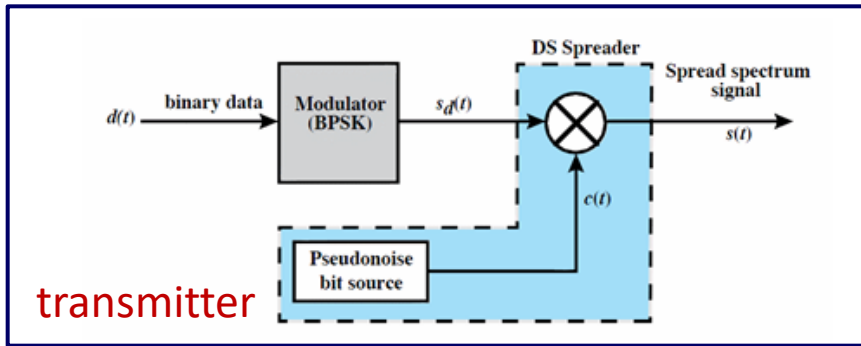 DS Spreader
Spread spectrum
signal
binary data
d(t)
Modulator
(BPSK)
s_d(t)
s(t)
c(t)
Pseudonoise
bit source
transmitter